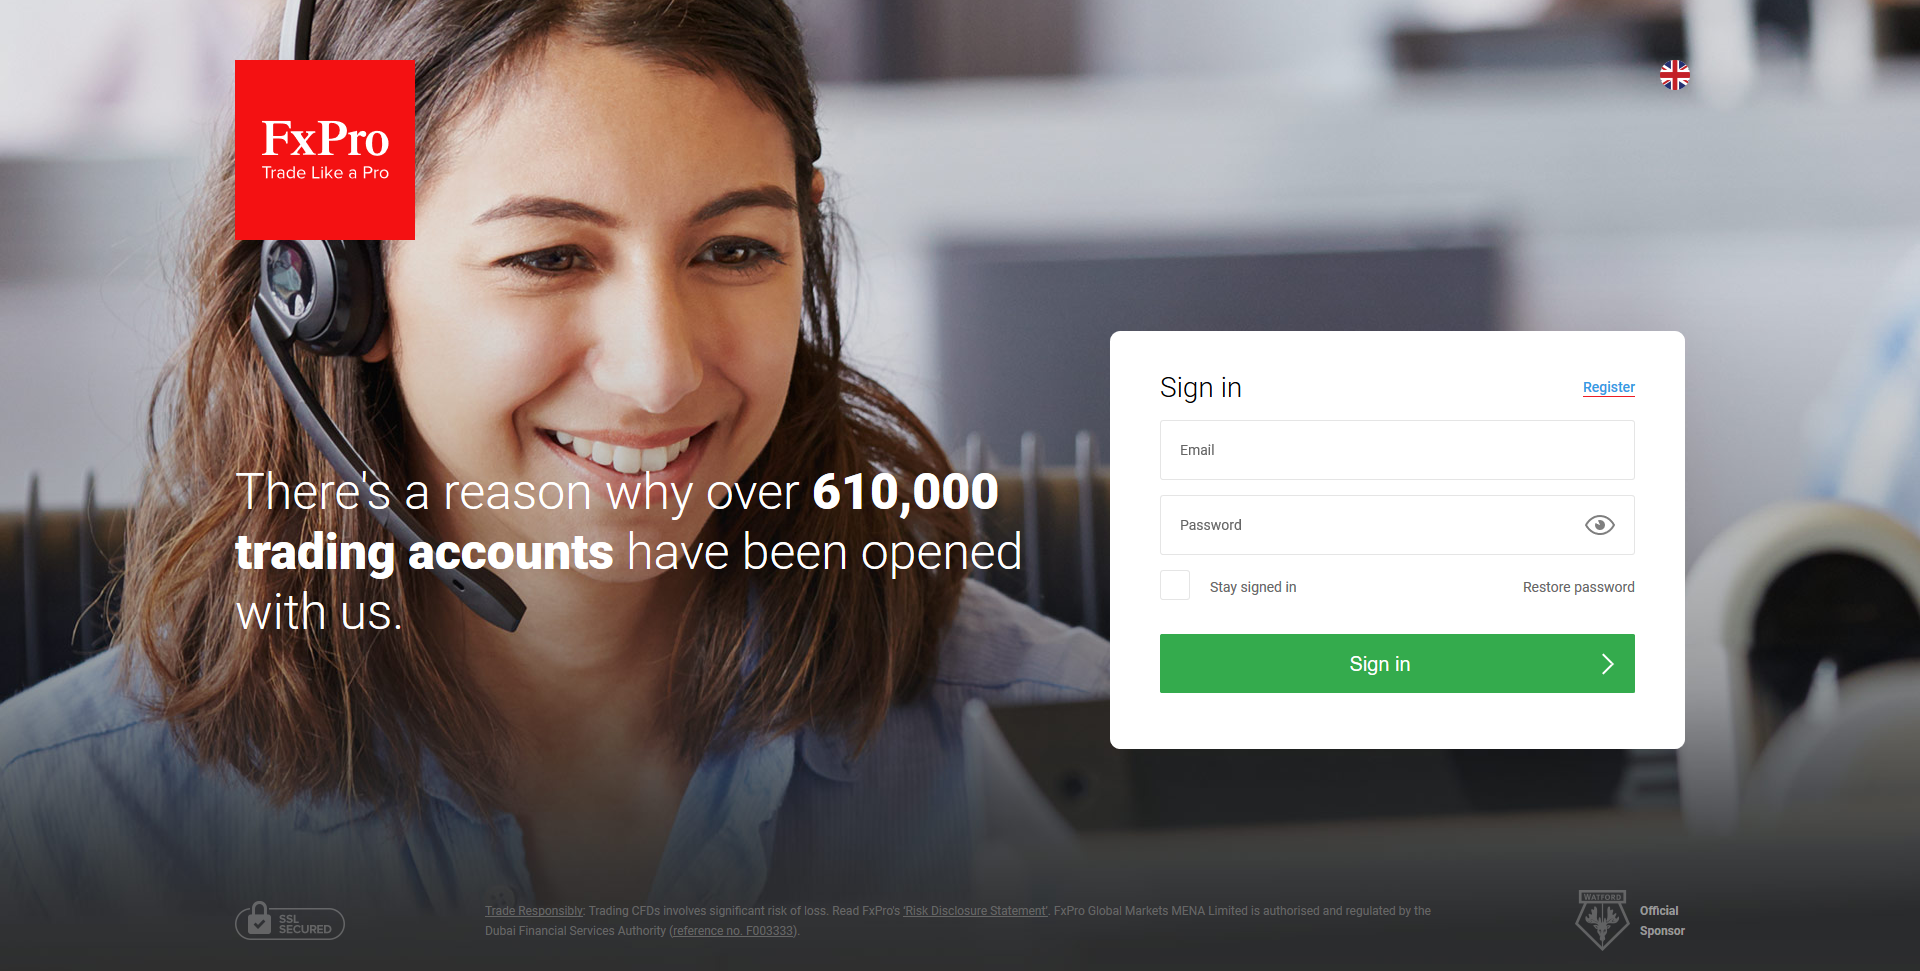 FxPro
Trade Like a Pro
There's a reason why over 610,000
trading accounts have been opened
with us.
Sign in
Register
Email
Password
Stay signed in
Restore password
Sign in
SSL
SECURED
Trade Responsibly: Trading CFDs involves significant risk of loss. Read FxPro's 'Risk Disclosure Statement'. FxPro Global Markets MENA Limited is authorised and regulated by the
Dubai Financial Services Authority (reference no. F003333).
WATFORD
Official
Sponsor